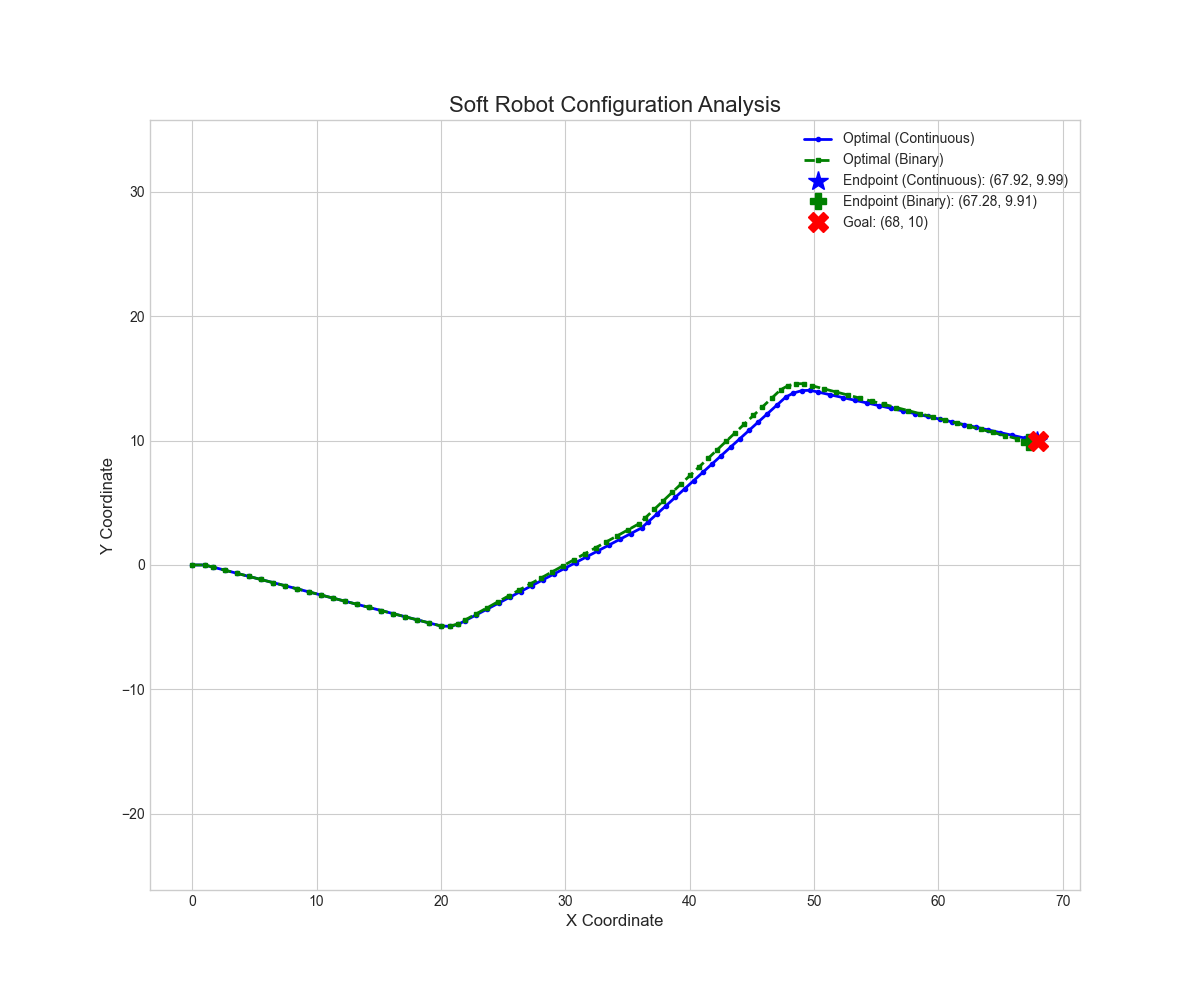 Soft Robot Configuration Analysis
Optimal (Continuous)
Optimal (Binary)
Endpoint (Continuous): (67.92, 9.99)
Endpoint (Binary): (67.28, 9.91)
Goal: (68, 10)
Y Coordinate
30
20
10
0
−10
−20
0 10 20 30 40 50 60 70
X Coordinate